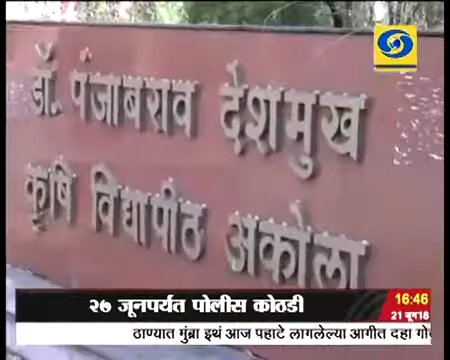 डॉ. पंजाबराव देशमुख
कृषि विद्यापीठ अकोला
२७ जूनपर्यंत पोलीस कोठडी
16:46
21 जून18
ठाण्यात मुंब्रा इथं आज पहाटे लागलेल्या आगीत दहा